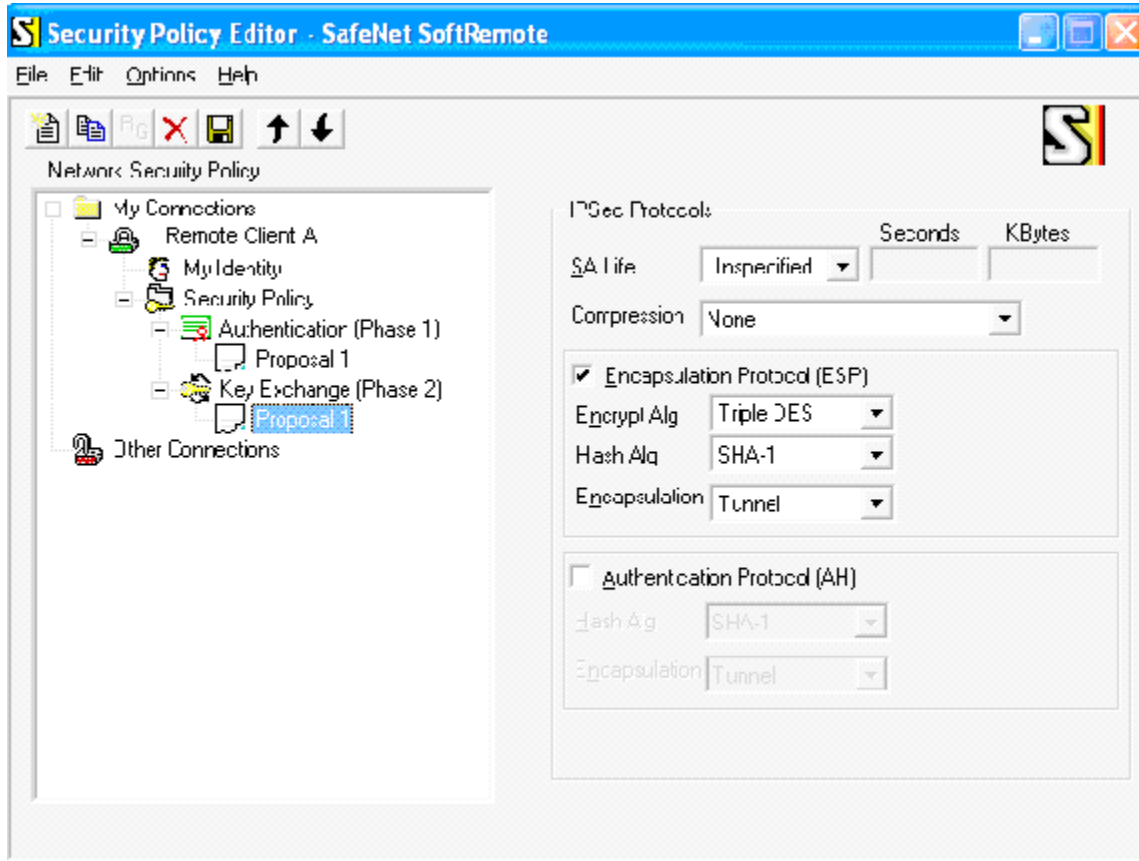 Security Policy Editor - SafeNet SoftRemote
File Edit Options Help
Network Security Policy
My Connections
Remote Client A
My Identity
Security Policy
Authentication (Phase 1)
Proposal 1
Key Exchange (Phase 2)
Proposal 1
Other Connections
IPSec Protocols
Seconds KBytes
SA Life Unspecified
Compression None
Encapsulation Protocol (ESP)
Encrypt Alg Triple DES
Hash Alg SHA-1
Encapsulation Tunnel
Authentication Protocol (AH)
Hash Alg SHA-1
Encapsulation Tunnel